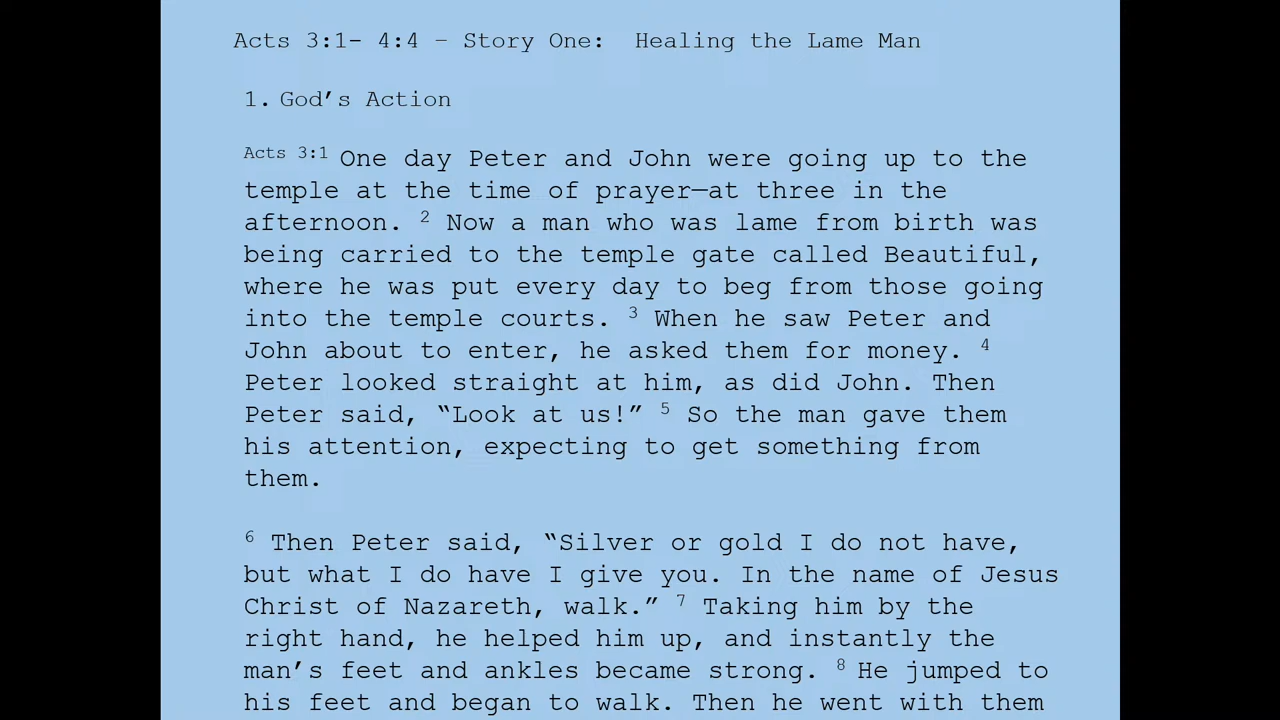 Acts 3:1- 4:4 – Story One:  Healing the Lame Man
1. God’s Action
Acts 3:1 One day Peter and John were going up to the
temple at the time of prayer—at three in the
afternoon. 2 Now a man who was lame from birth was
being carried to the temple gate called Beautiful,
where he was put every day to beg from those going
into the temple courts. 3 When he saw Peter and
John about to enter, he asked them for money. 4
Peter looked straight at him, as did John. Then
Peter said, “Look at us!” 5 So the man gave them
his attention, expecting to get something from
them.
6 Then Peter said, “Silver or gold I do not have,
but what I do have I give you. In the name of Jesus
Christ of Nazareth, walk.” 7 Taking him by the
right hand, he helped him up, and instantly the
man’s feet and ankles became strong. 8 He jumped to
his feet and began to walk. Then he went with them